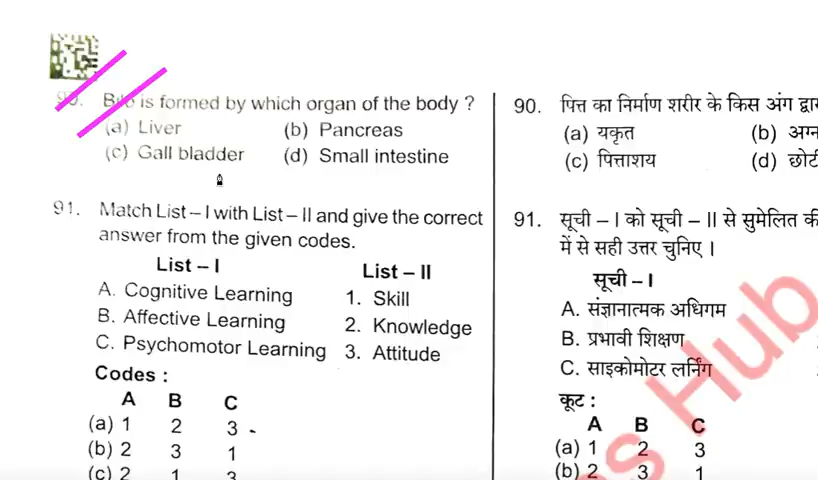 90. Bile is formed by which organ of the body ?
(a) Liver (b) Pancreas
(c) Gall bladder (d) Small intestine
91. Match List – I with List – II and give the correct
answer from the given codes.
List – I List – II
A. Cognitive Learning 1. Skill
B. Affective Learning 2. Knowledge
C. Psychomotor Learning 3. Attitude
Codes :
A B C
(a) 1 2 3
(b) 2 3 1
(c) 2 1 3
90. पित्त का निर्माण शरीर के किस अंग द्वा
(a) यकृत (b)
(c) पित्ताशय (d)
91. सूची – I को सूची – II से सुमेलित
में से सही उत्तर चुनिए ।
सूची – I
A. संज्ञानात्मक अधिगम
B. प्रभावी शिक्षण
C. साइकोमोटर लर्निंग
कूट :
A B C
(a) 1 2 3
(b) 2 3 1
Hub